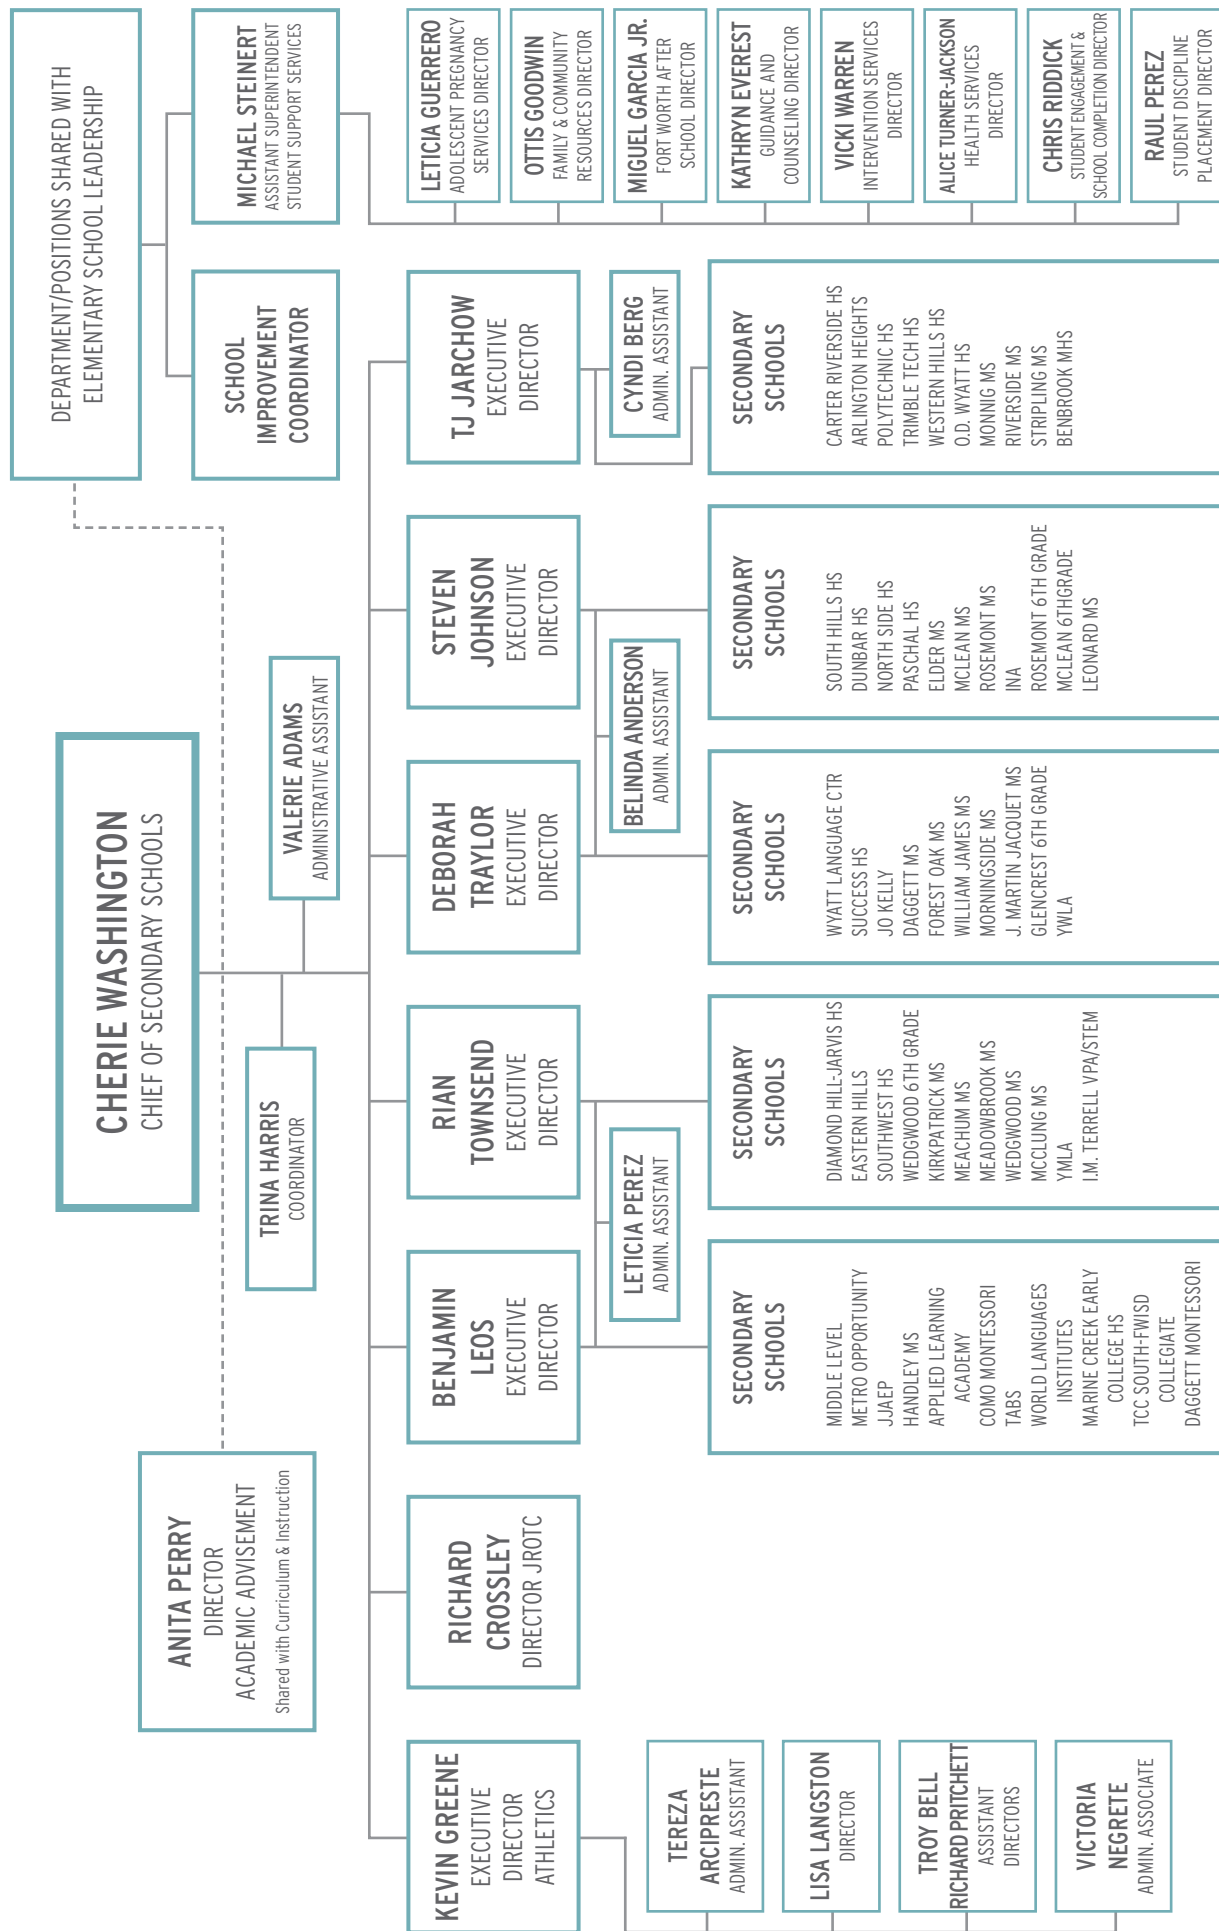 CHERIE WASHINGTON
CHIEF OF SECONDARY SCHOOLS
DEPARTMENT/POSITIONS SHARED WITH
ELEMENTARY SCHOOL LEADERSHIP
ANITA PERRY
DIRECTOR
ACADEMIC ADVISEMENT
Shared with Curriculum & Instruction
TRINA HARRIS
COORDINATOR
VALERIE ADAMS
ADMINISTRATIVE ASSISTANT
SCHOOL
IMPROVEMENT
COORDINATOR
MICHAEL STEINERT
ASSISTANT SUPERINTENDENT
STUDENT SUPPORT SERVICES
KEVIN GREENE
EXECUTIVE
DIRECTOR
ATHLETICS
RICHARD
CROSSLEY
DIRECTOR JROTC
BENJAMIN
LEOS
EXECUTIVE
DIRECTOR
RIAN
TOWNSEND
EXECUTIVE
DIRECTOR
DEBORAH
TRAYLOR
EXECUTIVE
DIRECTOR
STEVEN
JOHNSON
EXECUTIVE
DIRECTOR
TJ JARCHOW
EXECUTIVE
DIRECTOR
LETICIA PEREZ
ADMIN. ASSISTANT
BELINDA ANDERSON
ADMIN. ASSISTANT
CYNDI BERG
ADMIN. ASSISTANT
TEREZA
ARCIPRESTE
ADMIN. ASSISTANT
LISA LANGSTON
DIRECTOR
TROY BELL
RICHARD PRITCHETT
ASSISTANT
DIRECTORS
VICTORIA
NEGRETE
ADMIN. ASSOCIATE
SECONDARY
SCHOOLS
MIDDLE LEVEL
METRO OPPORTUNITY
JJAEP
HANDLEY MS
APPLIED LEARNING
ACADEMY
COMO MONTESSORI
TABS
WORLD LANGUAGES
INSTITUTES
MARINE CREEK EARLY
COLLEGE HS
TCC SOUTH-FWISD
COLLEGIATE
DAGGETT MONTESSORI
SECONDARY
SCHOOLS
DIAMOND HILL-JARVIS HS
EASTERN HILLS
SOUTHWEST HS
WEDGWOOD 6TH GRADE
KIRKPATRICK MS
MEACHUM MS
MEADOWBROOK MS
WEDGWOOD MS
MCCLUNG MS
YMLA
I.M. TERRELL VPA/STEM
SECONDARY
SCHOOLS
WYATT LANGUAGE CTR
SUCCESS HS
JO KELLY
DAGGETT MS
FOREST OAK MS
WILLIAM JAMES MS
MORNINGSIDE MS
J. MARTIN JACQUET MS
GLENCREST 6TH GRADE
YWLA
SECONDARY
SCHOOLS
SOUTH HILLS HS
DUNBAR HS
NORTH SIDE HS
PASCHAL HS
ELDER MS
MCLEAN MS
ROSEMONT MS
INA
ROSEMONT 6TH GRADE
MCLEAN 6THGRADE
LEONARD MS
SECONDARY
SCHOOLS
CARTER RIVERSIDE HS
ARLINGTON HEIGHTS
POLYTECHNIC HS
TRIMBLE TECH HS
WESTERN HILLS HS
O.D. WYATT HS
MONNIG MS
RIVERSIDE MS
STRIPLING MS
BENBROOK MHS
LETICIA GUERRERO
ADOLESCENT PREGNANCY
SERVICES DIRECTOR
OTTIS GOODWIN
FAMILY & COMMUNITY
RESOURCES DIRECTOR
MIGUEL GARCIA JR.
FORT WORTH AFTER
SCHOOL DIRECTOR
KATHRYN EVEREST
GUIDANCE AND
COUNSELING DIRECTOR
VICKI WARREN
INTERVENTION SERVICES
DIRECTOR
ALICE TURNER-JACKSON
HEALTH SERVICES
DIRECTOR
CHRIS RIDDICK
STUDENT ENGAGEMENT &
SCHOOL COMPLETION DIRECTOR
RAUL PEREZ
STUDENT DISCIPLINE
PLACEMENT DIRECTOR